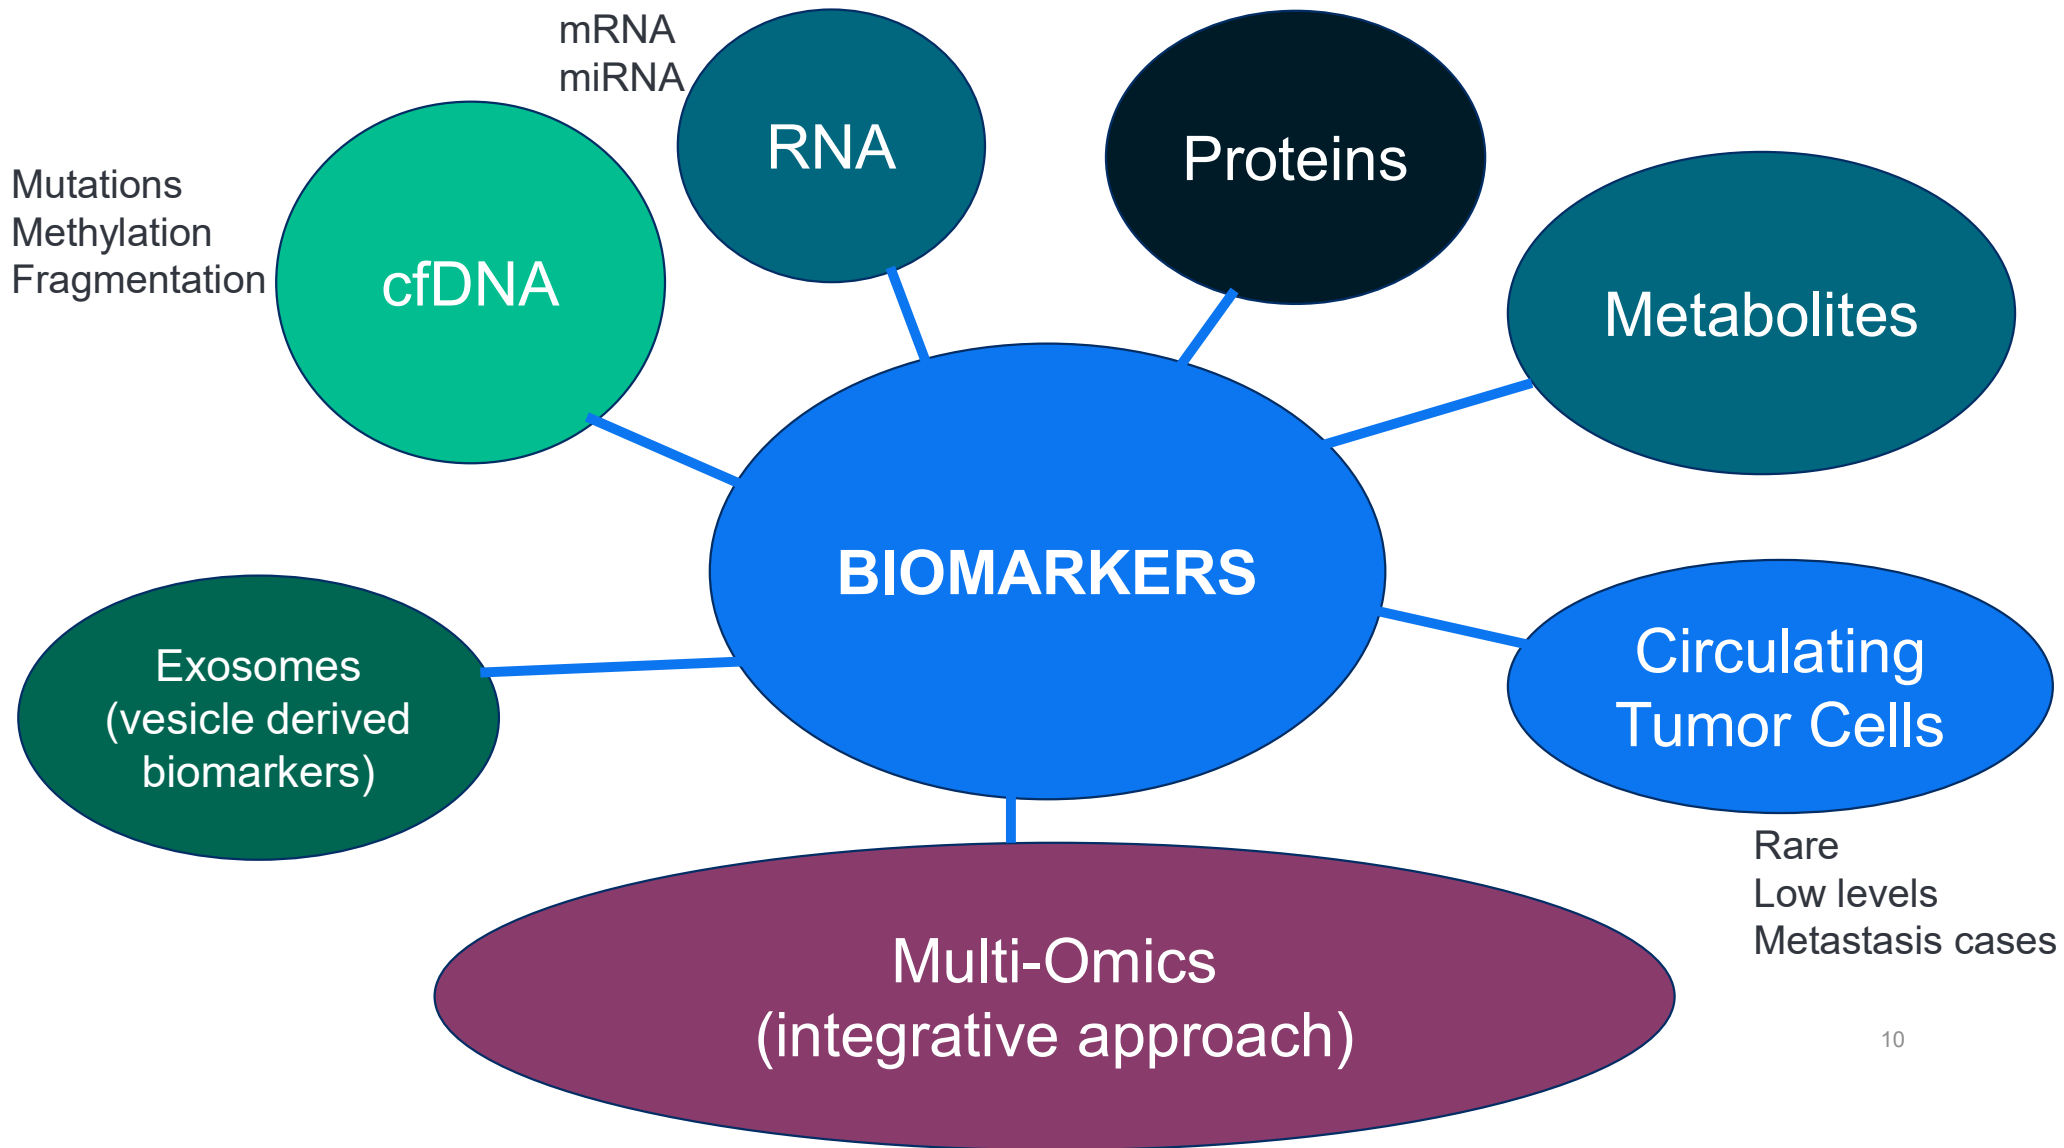 mRNA
miRNA
RNA
Proteins
Mutations
Methylation
Fragmentation
cfDNA
Metabolites
BIOMARKERS
Exosomes
(vesicle derived
biomarkers)
Circulating
Tumor Cells
Rare
Low levels
Metastasis cases
Multi-Omics
(integrative approach)
10